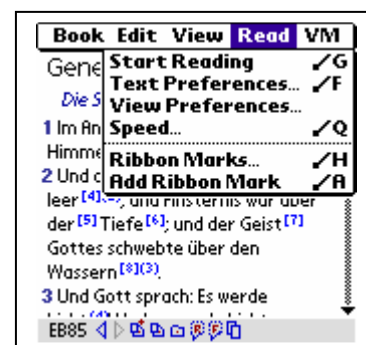 Book Edit View Read VM
Gene
Start Reading /G
Text Preferences... /F
Die S
View Preferences...
1 Im An
Speed... /Q
Himme
Ribbon Marks... /H
2 Und d
Add Ribbon Mark /A
leer [4]
und Finsternis war über
der [5] Tiefe [6]; und der Geist [7]
Gottes schwebte über den
Wassern [8](3).
3 Und Gott sprach: Es werde
EB85